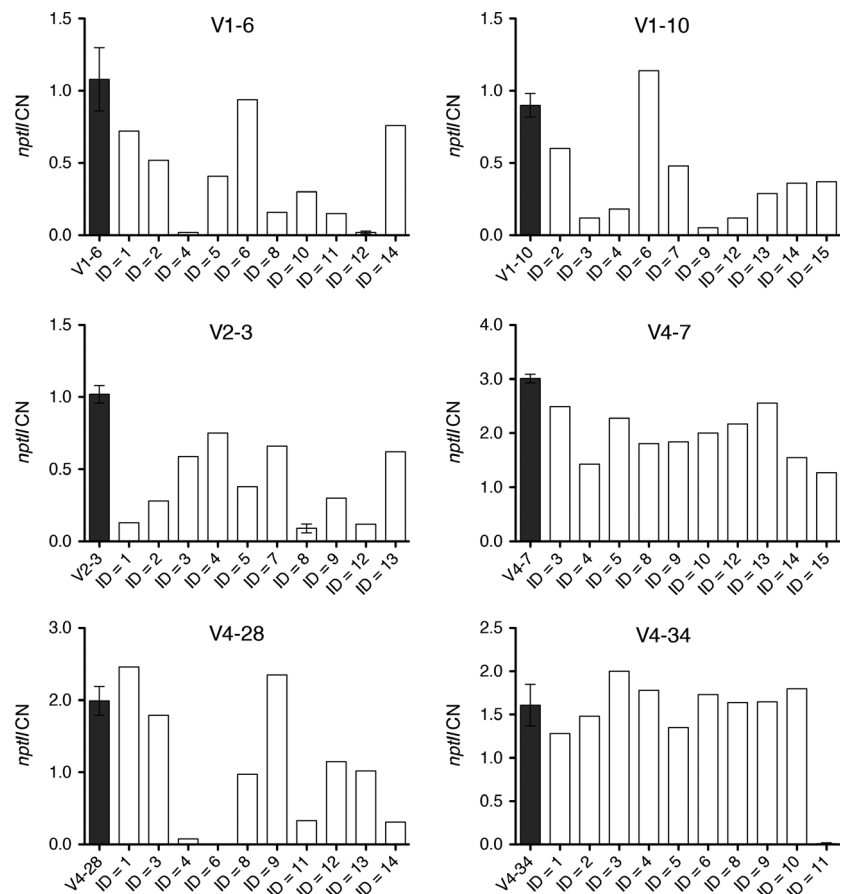 V1-6
nptII CN
1.5
1.0
0.5
0.0
V1-6 ID = 1 ID = 2 ID = 4 ID = 5 ID = 6 ID = 8 ID = 10 ID = 11 ID = 12 ID = 14
V1-10
nptII CN
1.5
1.0
0.5
0.0
V1-10 ID = 2 ID = 3 ID = 4 ID = 6 ID = 7 ID = 9 ID = 12 ID = 13 ID = 14 ID = 15
V2-3
nptII CN
1.5
1.0
0.5
0.0
V2-3 ID = 1 ID = 2 ID = 3 ID = 4 ID = 5 ID = 7 ID = 8 ID = 9 ID = 12 ID = 13
V4-7
nptII CN
4.0
3.0
2.0
1.0
0.0
V4-7 ID = 3 ID = 4 ID = 5 ID = 8 ID = 9 ID = 10 ID = 12 ID = 13 ID = 14 ID = 15
V4-28
nptII CN
3.0
2.0
1.0
0.0
V4-28 ID = 1 ID = 3 ID = 4 ID = 6 ID = 8 ID = 9 ID = 11 ID = 12 ID = 13 ID = 14
V4-34
nptII CN
2.5
2.0
1.5
1.0
0.5
0.0
V4-34 ID = 1 ID = 2 ID = 3 ID = 4 ID = 5 ID = 6 ID = 8 ID = 9 ID = 10 ID = 11